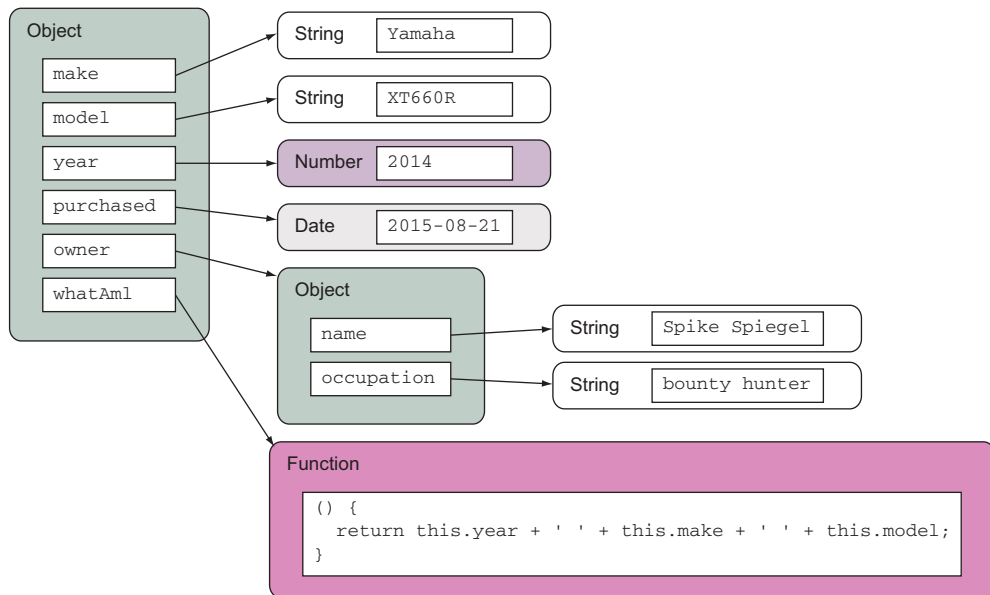 Object
make
model
year
purchased
owner
whatAml
String Yamaha
String XT660R
Number 2014
Date 2015-08-21
Object
name
occupation
String Spike Spiegel
String bounty hunter
Function
() {
  return this.year + ' ' + this.make + ' ' + this.model;
}